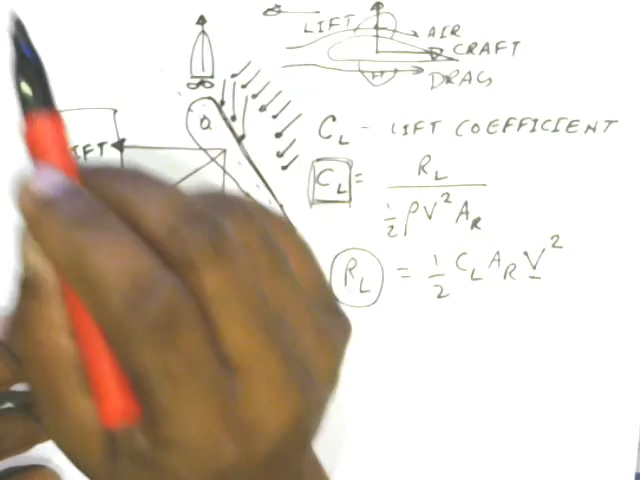 LIFT
AIR
CRAFT
DRAG
C_L - LIFT COEFFICIENT
C_L = R_L / ½ρV²A_R
R_L = ½ C_L A_R V²